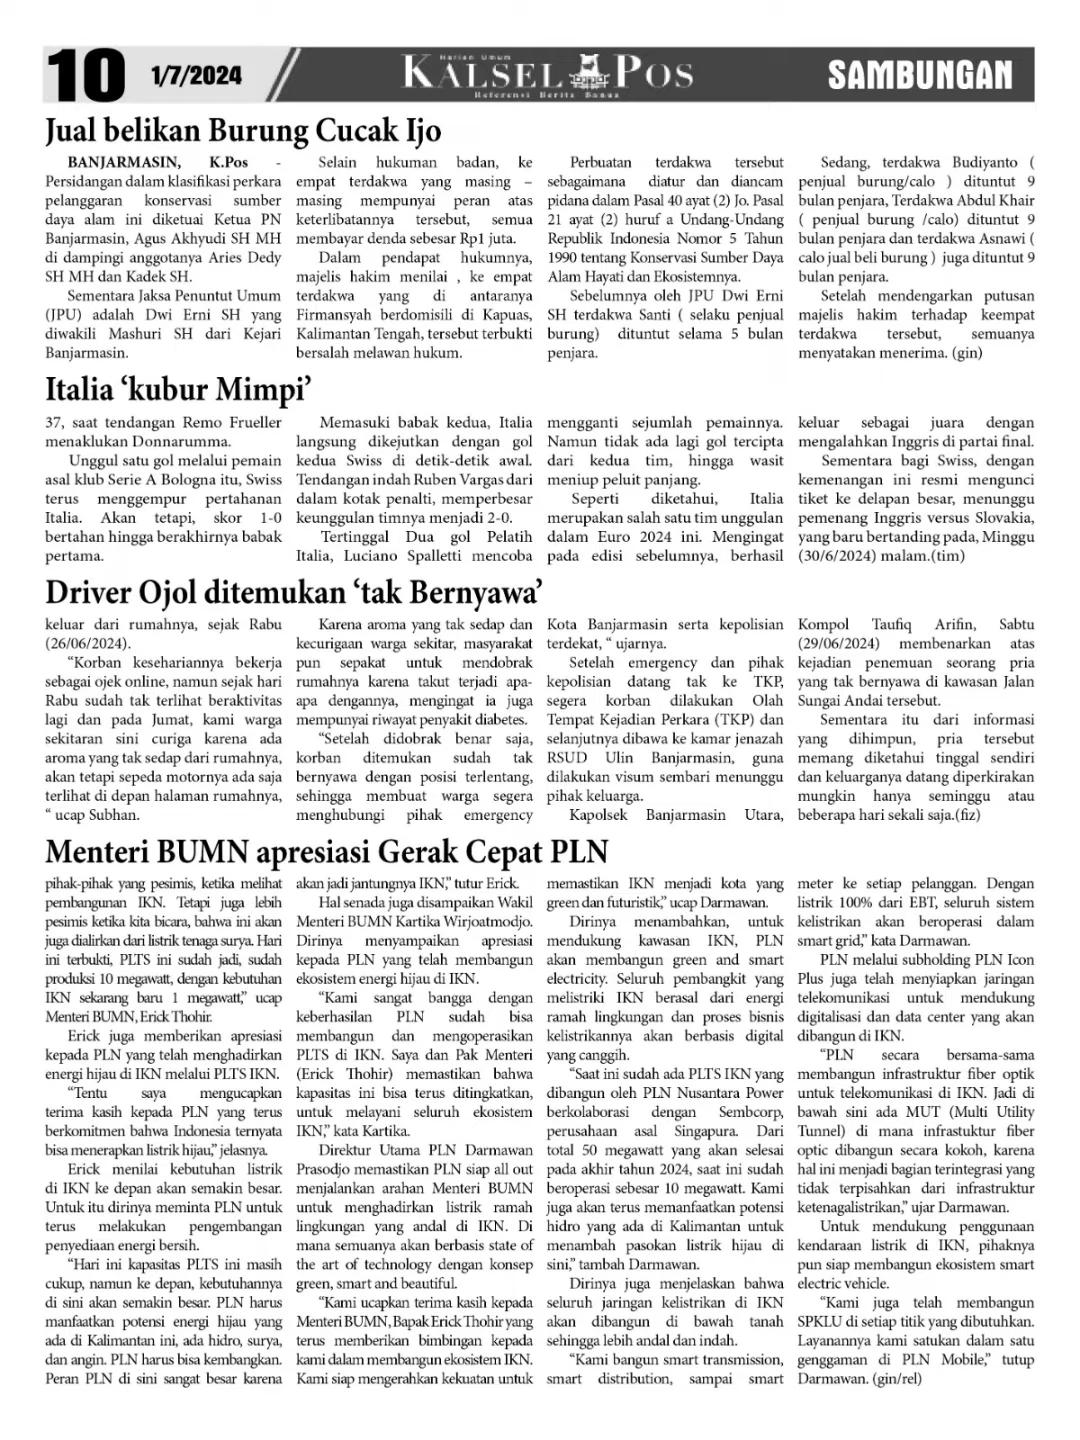 10
1/7/2024
Harian Umum
KALSEL POS
Referensi Berita Banua
SAMBUNGAN
Jual belikan Burung Cucak Ijo
BANJARMASIN, K.Pos -
Persidangan dalam klasifikasi perkara
pelanggaran konservasi sumber
daya alam ini diketuai Ketua PN
Banjarmasin, Agus Akhyudi SH MH
di dampingi anggotanya Aries Dedy
SH MH dan Kadek SH.
Sementara Jaksa Penuntut Umum
(JPU) adalah Dwi Erni SH yang
diwakili Mashuri SH dari Kejari
Banjarmasin.
Selain hukuman badan, ke
empat terdakwa yang masing –
masing mempunyai peran atas
keterlibatannya tersebut, semua
membayar denda sebesar Rp1 juta.
Dalam pendapat hukumnya,
majelis hakim menilai , ke empat
terdakwa yang di antaranya
Firmansyah berdomisili di Kapuas,
Kalimantan Tengah, tersebut terbukti
bersalah melawan hukum.
Perbuatan terdakwa tersebut
sebagaimana diatur dan diancam
pidana dalam Pasal 40 ayat (2) Jo. Pasal
21 ayat (2) huruf a Undang-Undang
Republik Indonesia Nomor 5 Tahun
1990 tentang Konservasi Sumber Daya
Alam Hayati dan Ekosistemnya.
Sebelumnya oleh JPU Dwi Erni
SH terdakwa Santi ( selaku penjual
burung) dituntut selama 5 bulan
penjara.
Sedang, terdakwa Budiyanto (
penjual burung/calo ) dituntut 9
bulan penjara, Terdakwa Abdul Khair
( penjual burung /calo) dituntut 9
bulan penjara dan terdakwa Asnawi (
calo jual beli burung ) juga dituntut 9
bulan penjara.
Setelah mendengarkan putusan
majelis hakim terhadap keempat
terdakwa tersebut, semuanya
menyatakan menerima. (gin)
Italia ‘kubur Mimpi’
37, saat tendangan Remo Frueller
menaklukan Donnarumma.
Unggul satu gol melalui pemain
asal klub Serie A Bologna itu, Swiss
terus menggempur pertahanan
Italia. Akan tetapi, skor 1-0
bertahan hingga berakhirnya babak
pertama.
Memasuki babak kedua, Italia
langsung dikejutkan dengan gol
kedua Swiss di detik-detik awal.
Tendangan indah Ruben Vargas dari
dalam kotak penalti, memperbesar
keunggulan timnya menjadi 2-0.
Tertinggal Dua gol Pelatih
Italia, Luciano Spalletti mencoba
mengganti sejumlah pemainnya.
Namun tidak ada lagi gol tercipta
dari kedua tim, hingga wasit
meniup peluit panjang.
Seperti diketahui, Italia
merupakan salah satu tim unggulan
dalam Euro 2024 ini. Mengingat
pada edisi sebelumnya, berhasil
keluar sebagai juara dengan
mengalahkan Inggris di partai final.
Sementara bagi Swiss, dengan
kemenangan ini resmi mengunci
tiket ke delapan besar, menunggu
pemenang Inggris versus Slovakia,
yang baru bertanding pada, Minggu
(30/6/2024) malam.(tim)
Driver Ojol ditemukan ‘tak Bernyawa’
keluar dari rumahnya, sejak Rabu
(26/06/2024).
“Korban kesehariannya bekerja
sebagai ojek online, namun sejak hari
Rabu sudah tak terlihat beraktivitas
lagi dan pada Jumat, kami warga
sekitaran sini curiga karena ada
aroma yang tak sedap dari rumahnya,
akan tetapi sepeda motornya ada saja
terlihat di depan halaman rumahnya,
“ ucap Subhan.
Karena aroma yang tak sedap dan
kecurigaan warga sekitar, masyarakat
pun sepakat untuk mendobrak
rumahnya karena takut terjadi apa-
apa dengannya, mengingat ia juga
mempunyai riwayat penyakit diabetes.
“Setelah didobrak benar saja,
korban ditemukan sudah tak
bernyawa dengan posisi terlentang,
sehingga membuat warga segera
menghubungi pihak emergency
Kota Banjarmasin serta kepolisian
terdekat, “ ujarnya.
Setelah emergency dan pihak
kepolisian datang tak ke TKP,
segera korban dilakukan Olah
Tempat Kejadian Perkara (TKP) dan
selanjutnya dibawa ke kamar jenazah
RSUD Ulin Banjarmasin, guna
dilakukan visum sembari menunggu
pihak keluarga.
Kapolsek Banjarmasin Utara,
Kompol Taufiq Arifin, Sabtu
(29/06/2024) membenarkan atas
kejadian penemuan seorang pria
yang tak bernyawa di kawasan Jalan
Sungai Andai tersebut.
Sementara itu dari informasi
yang dihimpun, pria tersebut
memang diketahui tinggal sendiri
dan keluarganya datang diperkirakan
mungkin hanya seminggu atau
beberapa hari sekali saja.(fiz)
Menteri BUMN apresiasi Gerak Cepat PLN
pihak-pihak yang pesimis, ketika melihat
pembangunan IKN. Tetapi juga lebih
pesimis ketika kita bicara, bahwa ini akan
juga dialirkan dari listrik tenaga surya. Hari
ini terbukti, PLTS ini sudah jadi, sudah
produksi 10 megawatt, dengan kebutuhan
IKN sekarang baru 1 megawatt,” ucap
Menteri BUMN, Erick Thohir.
Erick juga memberikan apresiasi
kepada PLN yang telah menghadirkan
energi hijau di IKN melalui PLTS IKN.
“Tentu saya mengucapkan
terima kasih kepada PLN yang terus
berkomitmen bahwa Indonesia ternyata
bisa menerapkan listrik hijau,” jelasnya.
Erick menilai kebutuhan listrik
di IKN ke depan akan semakin besar.
Untuk itu dirinya meminta PLN untuk
terus melakukan pengembangan
penyediaan energi bersih.
“Hari ini kapasitas PLTS ini masih
cukup, namun ke depan, kebutuhannya
di sini akan semakin besar. PLN harus
manfaatkan potensi energi hijau yang
ada di Kalimantan ini, ada hidro, surya,
dan angin. PLN harus bisa kembangkan.
Peran PLN di sini sangat besar karena
akan jadi jantungnya IKN,” tutur Erick.
Hal senada juga disampaikan Wakil
Menteri BUMN Kartika Wirjoatmodjo.
Dirinya menyampaikan apresiasi
kepada PLN yang telah membangun
ekosistem energi hijau di IKN.
“Kami sangat bangga dengan
keberhasilan PLN sudah bisa
membangun dan mengoperasikan
PLTS di IKN. Saya dan Pak Menteri
(Erick Thohir) memastikan bahwa
kapasitas ini bisa terus ditingkatkan,
untuk melayani seluruh ekosistem
IKN,” kata Kartika.
Direktur Utama PLN Darmawan
Prasodjo memastikan PLN siap all out
menjalankan arahan Menteri BUMN
untuk menghadirkan listrik ramah
lingkungan yang andal di IKN. Di
mana semuanya akan berbasis state of
the art of technology dengan konsep
green, smart and beautiful.
“Kami ucapkan terima kasih kepada
Menteri BUMN, Bapak Erick Thohir yang
terus memberikan bimbingan kepada
kami dalam membangun ekosistem IKN.
Kami siap mengerahkan kekuatan untuk
memastikan IKN menjadi kota yang
green dan futuristik,” ucap Darmawan.
Dirinya menambahkan, untuk
mendukung kawasan IKN, PLN
akan membangun green and smart
electricity. Seluruh pembangkit yang
melistriki IKN berasal dari energi
ramah lingkungan dan proses bisnis
kelistrikannya akan berbasis digital
yang canggih.
“Saat ini sudah ada PLTS IKN yang
dibangun oleh PLN Nusantara Power
berkolaborasi dengan Sembcorp,
perusahaan asal Singapura. Dari
total 50 megawatt yang akan selesai
pada akhir tahun 2024, saat ini sudah
beroperasi sebesar 10 megawatt. Kami
juga akan terus memanfaatkan potensi
hidro yang ada di Kalimantan untuk
menambah pasokan listrik hijau di
sini,” tambah Darmawan.
Dirinya juga menjelaskan bahwa
seluruh jaringan kelistrikan di IKN
akan dibangun di bawah tanah
sehingga lebih andal dan indah.
“Kami bangun smart transmission,
smart distribution, sampai smart
meter ke setiap pelanggan. Dengan
listrik 100% dari EBT, seluruh sistem
kelistrikan akan beroperasi dalam
smart grid,” kata Darmawan.
PLN melalui subholding PLN Icon
Plus juga telah menyiapkan jaringan
telekomunikasi untuk mendukung
digitalisasi dan data center yang akan
dibangun di IKN.
“PLN secara bersama-sama
membangun infrastruktur fiber optik
untuk telekomunikasi di IKN. Jadi di
bawah sini ada MUT (Multi Utility
Tunnel) di mana infrastuktur fiber
optic dibangun secara kokoh, karena
hal ini menjadi bagian terintegrasi yang
tidak terpisahkan dari infrastruktur
ketenagalistrikan,” ujar Darmawan.
Untuk mendukung penggunaan
kendaraan listrik di IKN, pihaknya
pun siap membangun ekosistem smart
electric vehicle.
“Kami juga telah membangun
SPKLU di setiap titik yang dibutuhkan.
Layanannya kami satukan dalam satu
genggaman di PLN Mobile,” tutup
Darmawan. (gin/rel)